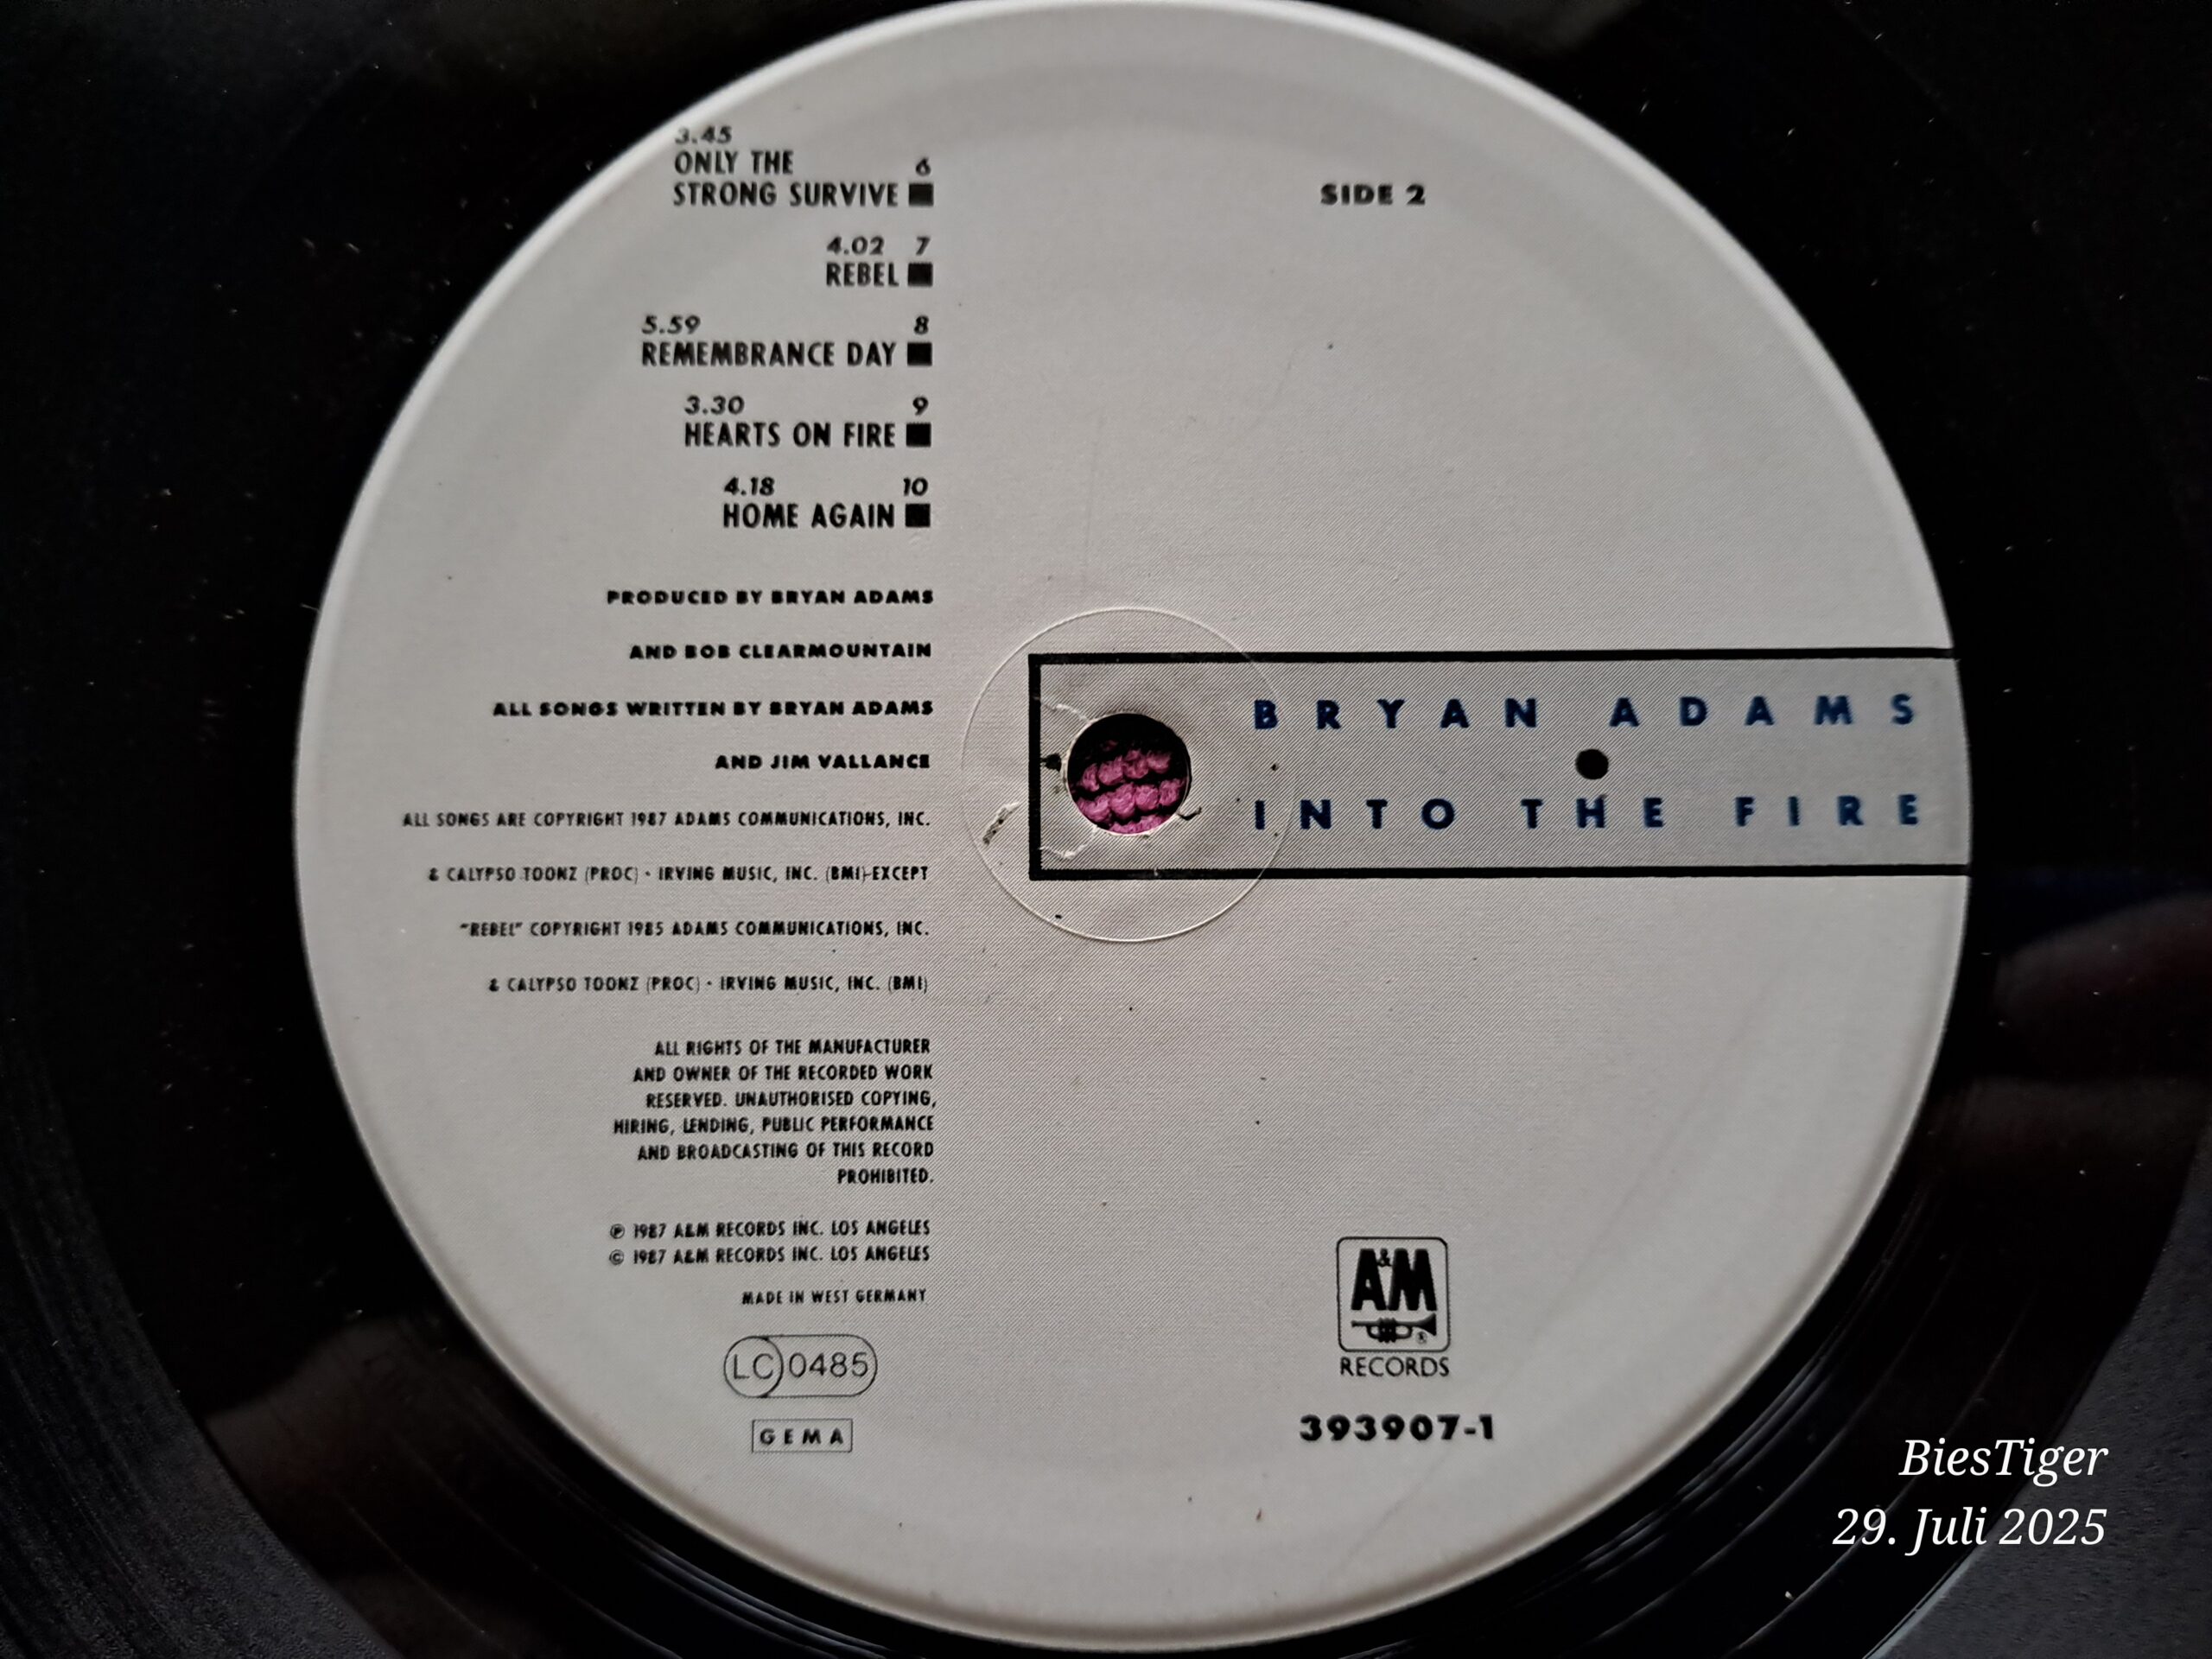 3.45
ONLY THE 6
STRONG SURVIVE
4.02 7
REBEL
5.59 8
REMEMBRANCE DAY
3.30 9
HEARTS ON FIRE
4.18 10
HOME AGAIN
PRODUCED BY BRYAN ADAMS
AND BOB CLEARMOUNTAIN
ALL SONGS WRITTEN BY BRYAN ADAMS
AND JIM VALLANCE
ALL SONGS ARE COPYRIGHT 1987 ADAMS COMMUNICATIONS, INC.
& CALYPSO TOONZ (PROC) · IRVING MUSIC, INC. (BMI)-EXCEPT
"REBEL" COPYRIGHT 1985 ADAMS COMMUNICATIONS, INC.
& CALYPSO TOONZ (PROC) · IRVING MUSIC, INC. (BMI)
ALL RIGHTS OF THE MANUFACTURER
AND OWNER OF THE RECORDED WORK
RESERVED. UNAUTHORISED COPYING,
HIRING, LENDING, PUBLIC PERFORMANCE
AND BROADCASTING OF THIS RECORD
PROHIBITED.
℗ 1987 A&M RECORDS INC. LOS ANGELES
© 1987 A&M RECORDS INC. LOS ANGELES
MADE IN WEST GERMANY
LC 0485
GEMA
SIDE 2
BRYAN ADAMS
INTO THE FIRE
A&M
®
RECORDS
393907-1
BiesTiger
29. Juli 2025